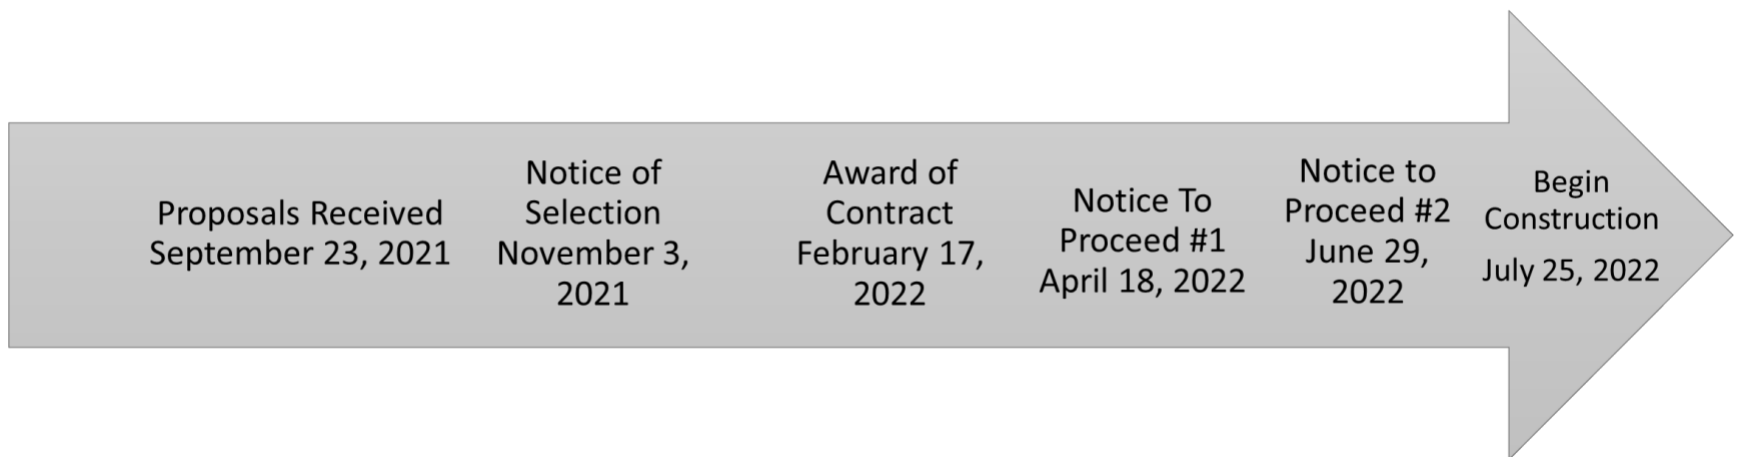 Proposals Received
September 23, 2021
Notice of
Selection
November 3,
2021
Award of
Contract
February 17,
2022
Notice To
Proceed #1
April 18, 2022
Notice to
Proceed #2
June 29,
2022
Begin
Construction
July 25, 2022